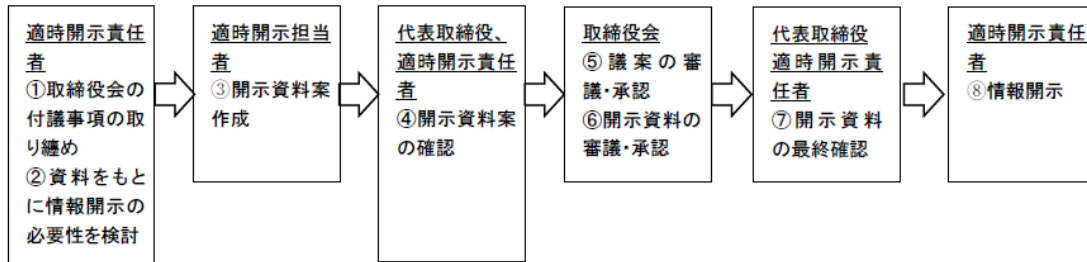 適時開示責任
者
①取締役会の
付議事項の取
り纏め
②資料をもと
に情報開示の
必要性を検討
適時開示担当
者
③開示資料案
作成
代表取締役、
適時開示責任
者
④開示資料案
の確認
取締役会
⑤議案の審
議・承認
⑥開示資料の
審議・承認
代表取締役
適時開示責
任者
⑦開示資料
の最終確認
適時開示責任
者
⑧情報開示